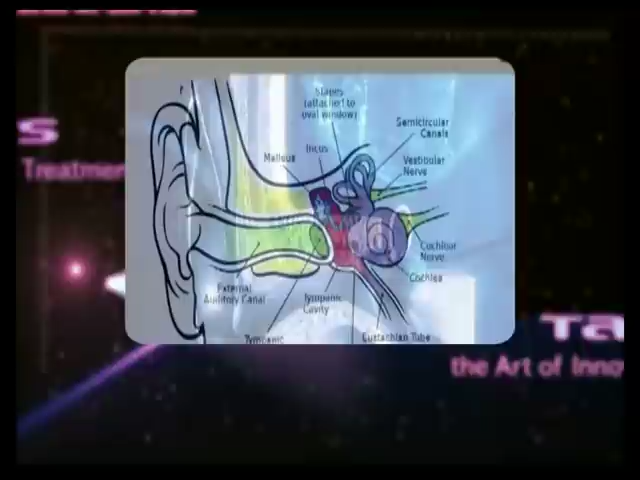 s
Treatmen
Stapes
(attached to
oval window)
Semicircular
Canals
Incus
Malleus
Vestibular
Nerve
Cochlear
Nerve
Cochlea
External
Auditory Canal
Tympanic
Cavity
Tympanic
Eustachian Tube
Ta
the Art of Inno